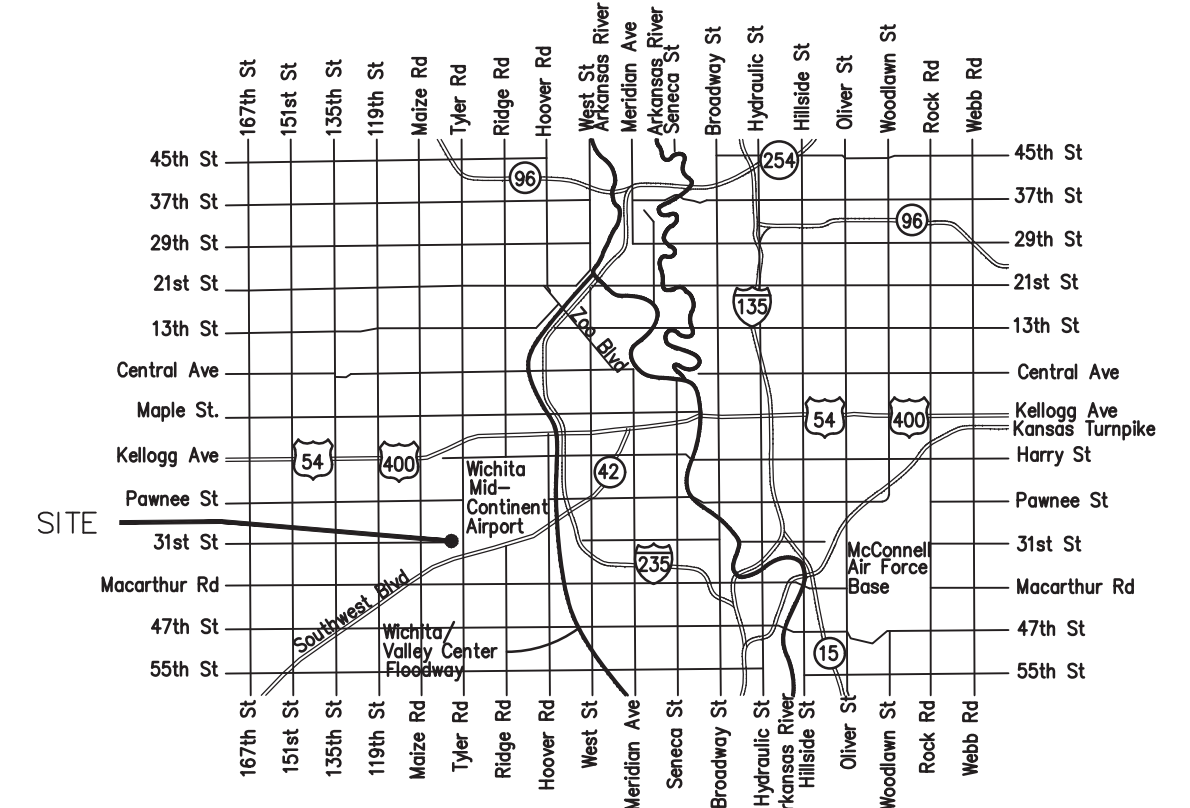 167th St
151st St
135th St
119th St
Maize Rd
Tyler Rd
Ridge Rd
Hoover Rd
West St
Arkansas River
Meridian Ave
Arkansas River
Seneca St
Broadway St
Hydraulic St
Hillside St
Oliver St
Woodlawn St
Rock Rd
Webb Rd
45th St
254
45th St
96
37th St
37th St
96
29th St
29th St
21st St
21st St
135
13th St
Zoo Blvd
13th St
Central Ave
Central Ave
Maple St.
54
400
Kellogg Ave
Kansas Turnpike
Kellogg Ave
54
400
Harry St
Wichita
Mid-
Continent
Airport
42
Pawnee St
Pawnee St
SITE
31st St
31st St
235
McConnell
Air Force
Base
Macarthur Rd
Macarthur Rd
Southwest Blvd
47th St
47th St
Wichita/
Valley Center
Floodway
15
55th St
55th St
167th St
151st St
135th St
119th St
Maize Rd
Tyler Rd
Ridge Rd
Hoover Rd
West St
Meridian Ave
Seneca St
Broadway St
Hydraulic St
rkansas River
Hillside St
Oliver St
Woodlawn St
Rock Rd
Webb Rd